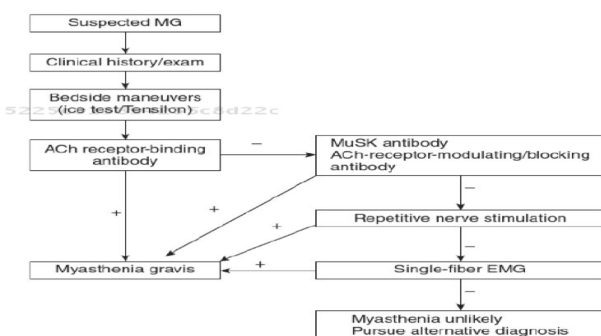 Suspected MG
Clinical history/exam
Bedside maneuvers
(ice test/Tensilon)
ACh receptor-binding
antibody
−
MuSK antibody
ACh-receptor-modulating/blocking
antibody
+
+
−
Repetitive nerve stimulation
+
−
Myasthenia gravis
+
Single-fiber EMG
−
Myasthenia unlikely
Pursue alternative diagnosis